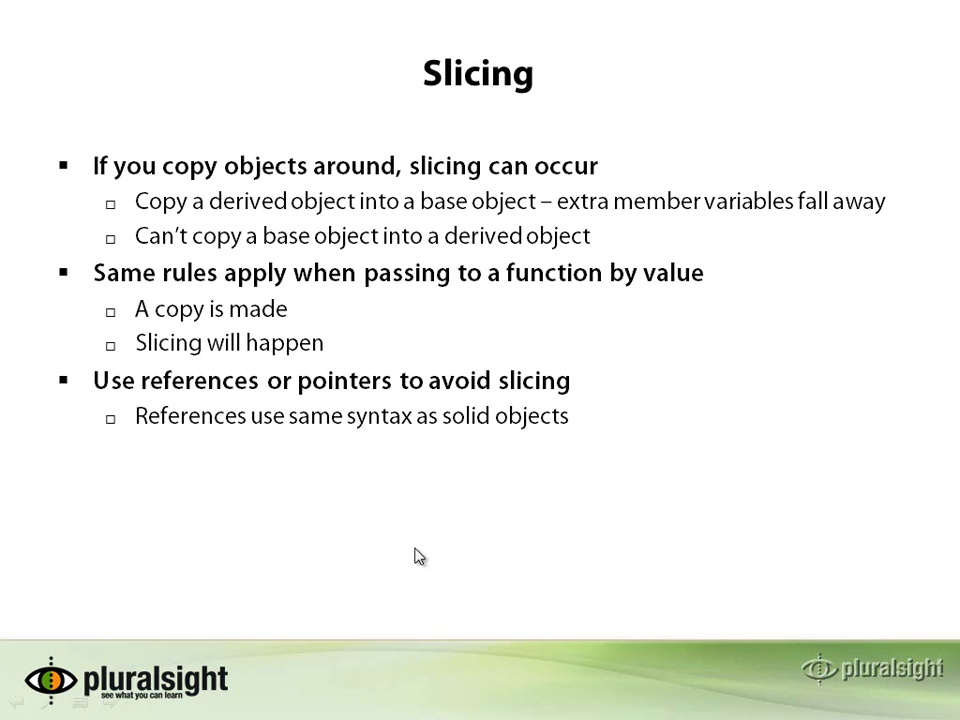 Slicing
If you copy objects around, slicing can occur
Copy a derived object into a base object – extra member variables fall away
Can’t copy a base object into a derived object
Same rules apply when passing to a function by value
A copy is made
Slicing will happen
Use references or pointers to avoid slicing
References use same syntax as solid objects
pluralsight
see what you can learn
pluralsight